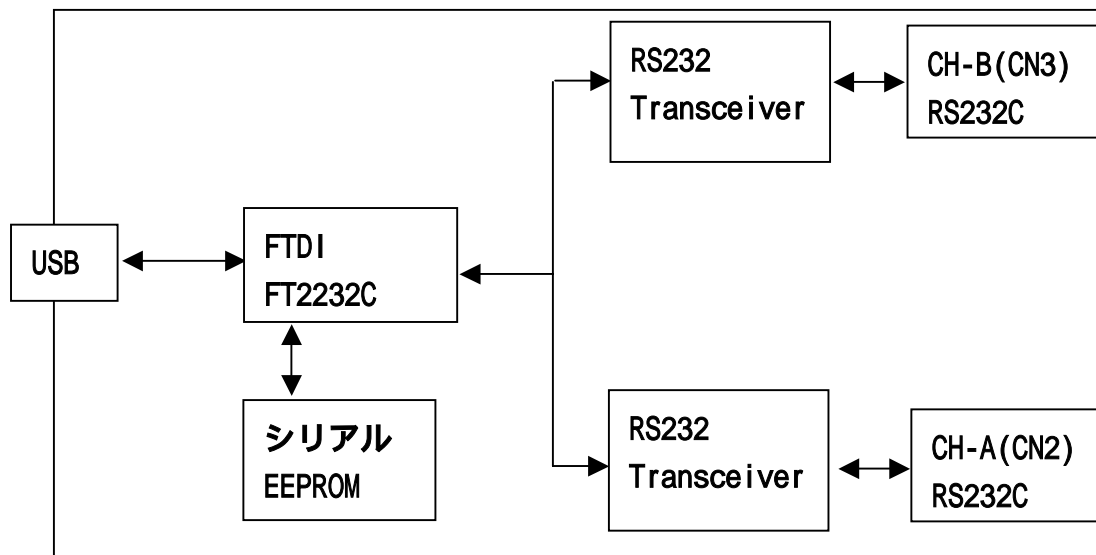 RS232
Transceiver
CH-B(CN3)
RS232C
USB
FTDI
FT2232C
シリアル
EEPROM
RS232
Transceiver
CH-A(CN2)
RS232C